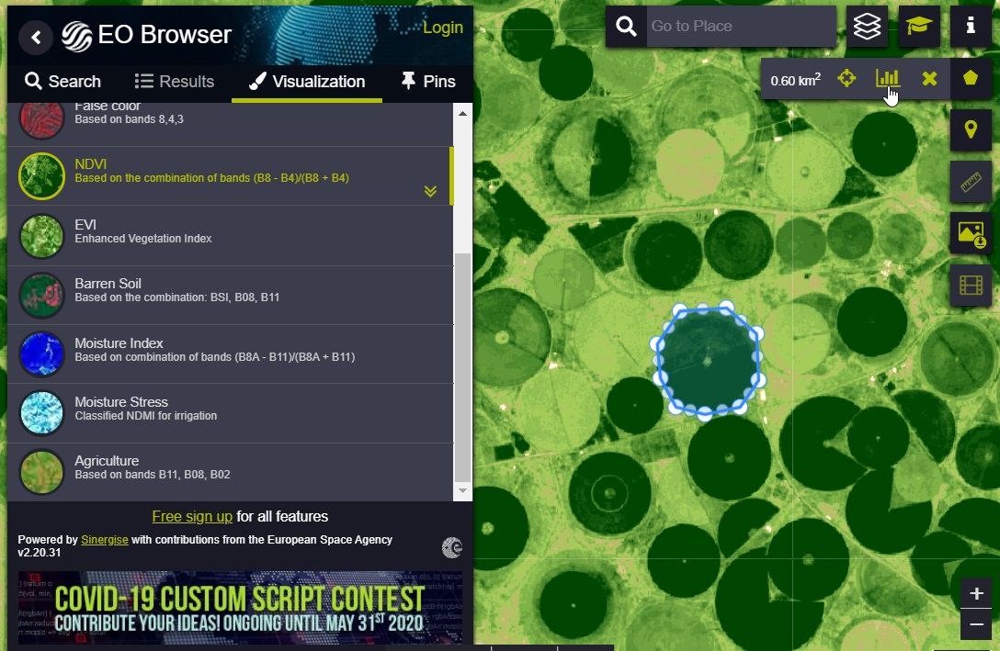 EO Browser
Login
Go to Place
Search
Results
Visualization
Pins
0.60 km²
False color
Based on bands 8,4,3
NDVI
Based on the combination of bands (B8 - B4)/(B8 + B4)
EVI
Enhanced Vegetation Index
Barren Soil
Based on the combination: BSI, B08, B11
Moisture Index
Based on combination of bands (B8A - B11)/(B8A + B11)
Moisture Stress
Classified NDMI for irrigation
Agriculture
Based on bands B11, B08, B02
Free sign up for all features
Powered by Sinergise with contributions from the European Space Agency
v2.20.31
COVID-19 CUSTOM SCRIPT CONTEST
CONTRIBUTE YOUR IDEAS! ONGOING UNTIL MAY 31ST 2020